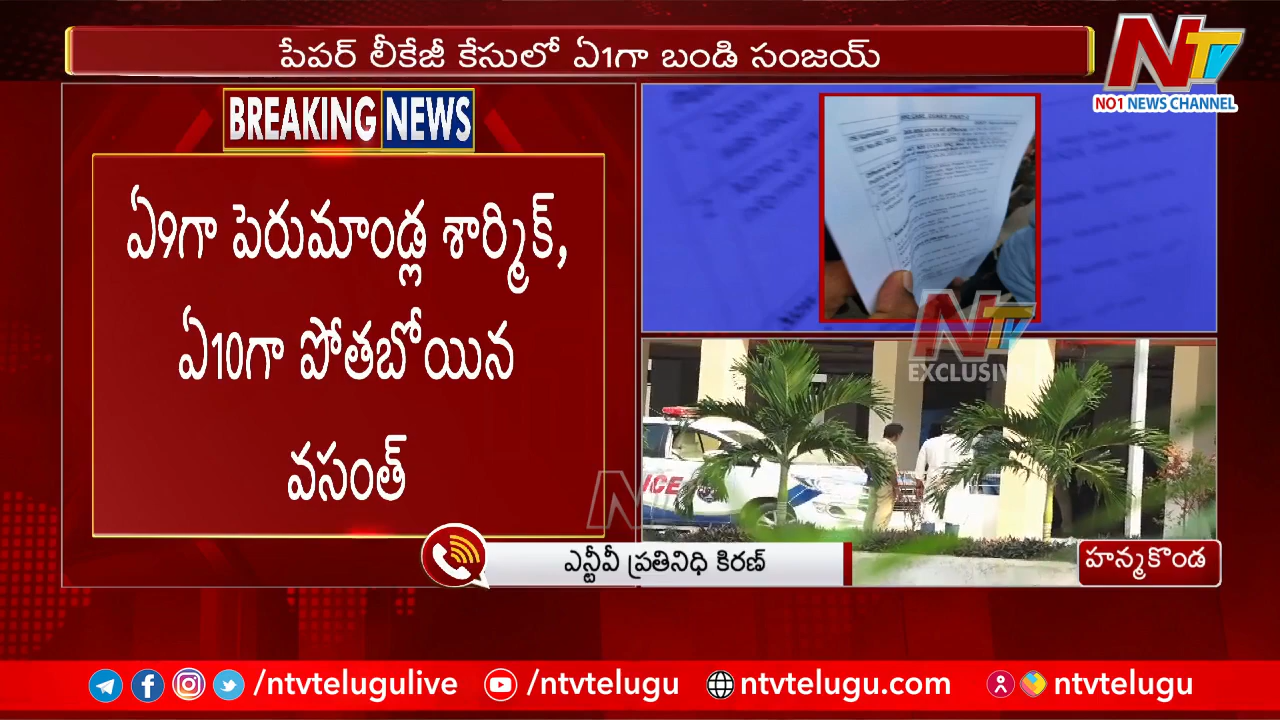 పేపర్ లీకేజీ కేసులో ఏ1గా బండి సంజయ్
NTV
NO1 NEWS CHANNEL
BREAKING NEWS
ఏ9గా పెరుమాండ్ల శార్మిక్,
ఏ10గా పోతబోయిన
వసంత్
NTV
EXCLUSIVE
ఎన్టీవీ ప్రతినిధి కిరణ్
హన్మకొండ
/ntvtelugulive
/ntvtelugu
ntvtelugu.com
ntvtelugu